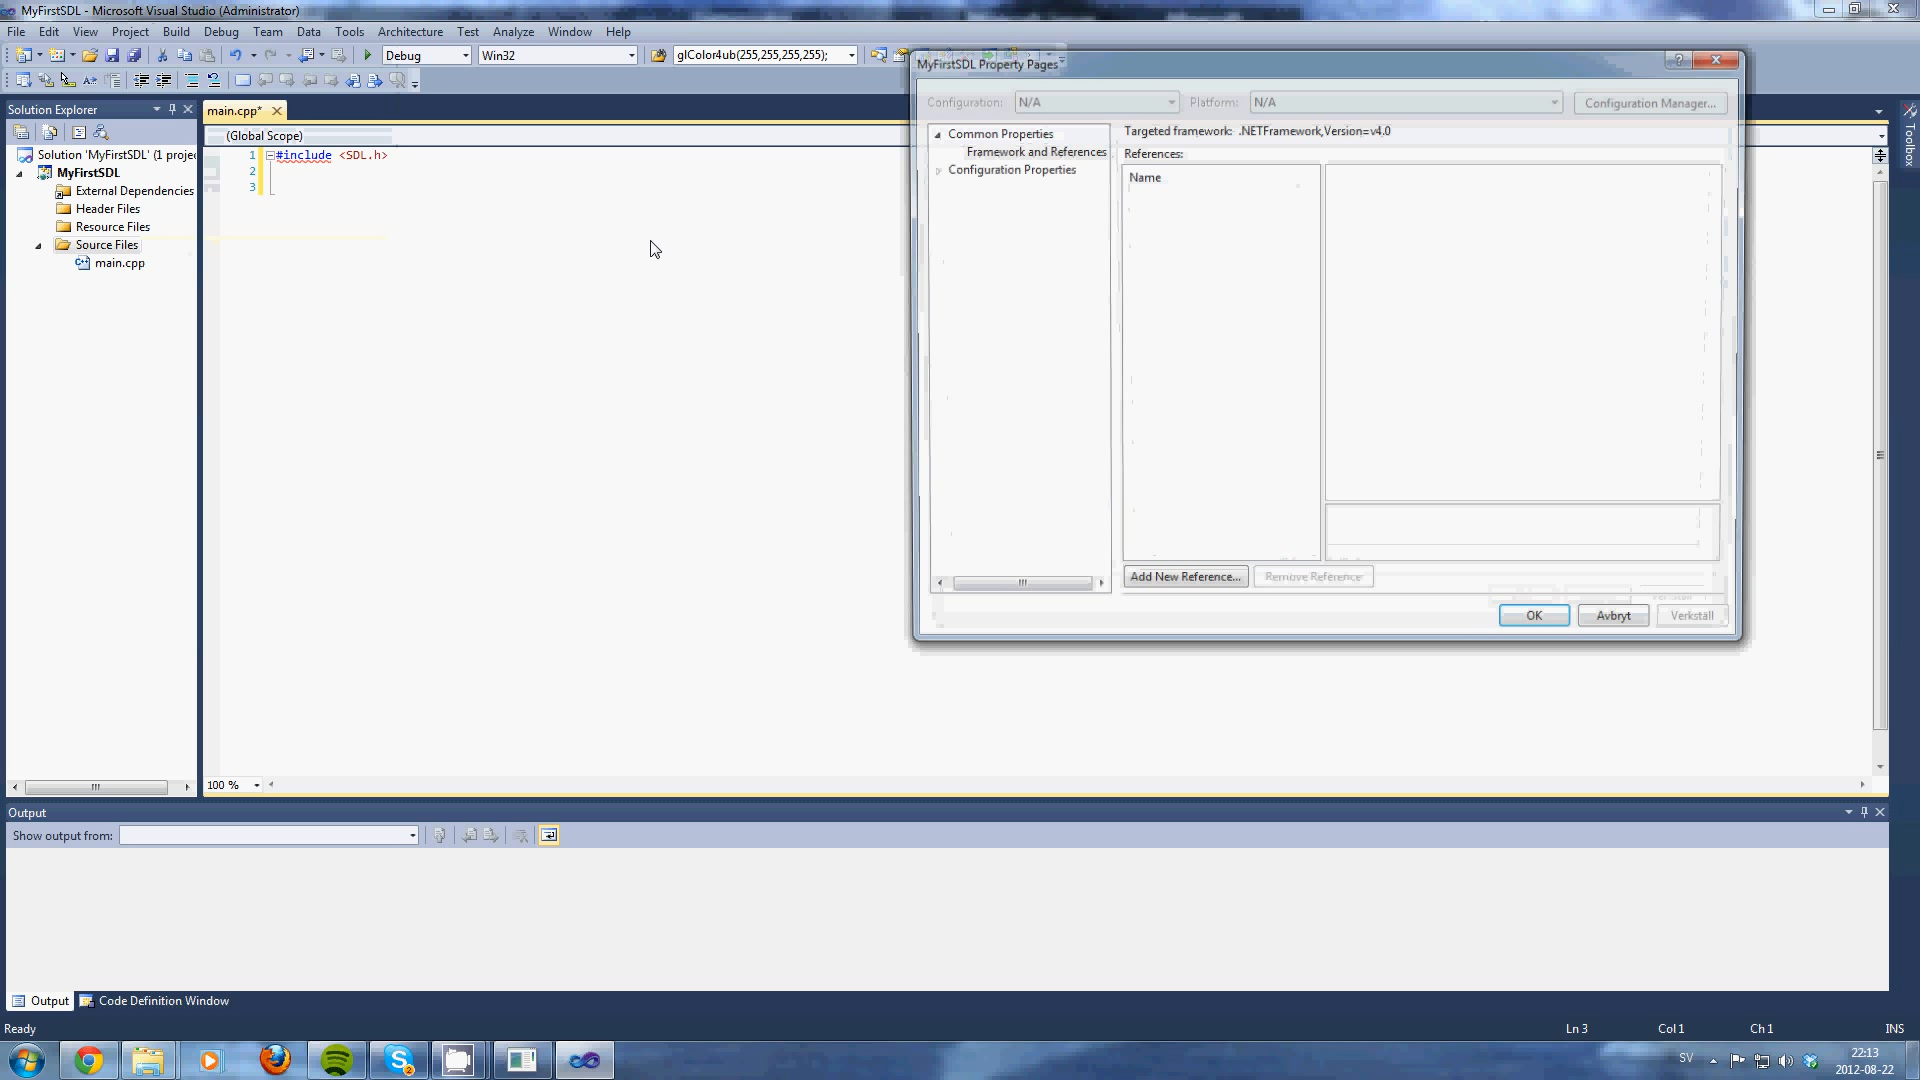 MyFirstSDL - Microsoft Visual Studio (Administrator)
File Edit View Project Build Debug Team Data Tools Architecture Test Analyze Window Help
Debug Win32 glColor4ub(255,255,255,255);
Solution Explorer
main.cpp*
(Global Scope)
Solution 'MyFirstSDL' (1 projec
MyFirstSDL
External Dependencies
Header Files
Resource Files
Source Files
main.cpp
1 #include <SDL.h>
2
3
MyFirstSDL Property Pages
Configuration: N/A Platform: N/A Configuration Manager...
Common Properties
Framework and References
Configuration Properties
Targeted framework: .NETFramework,Version=v4.0
References:
Name
Add New Reference... Remove Reference
OK Avbryt Verkställ
Toolbox
100 %
Output
Show output from:
Output Code Definition Window
Ready Ln 3 Col 1 Ch 1 INS
SV 22:13
2012-08-22